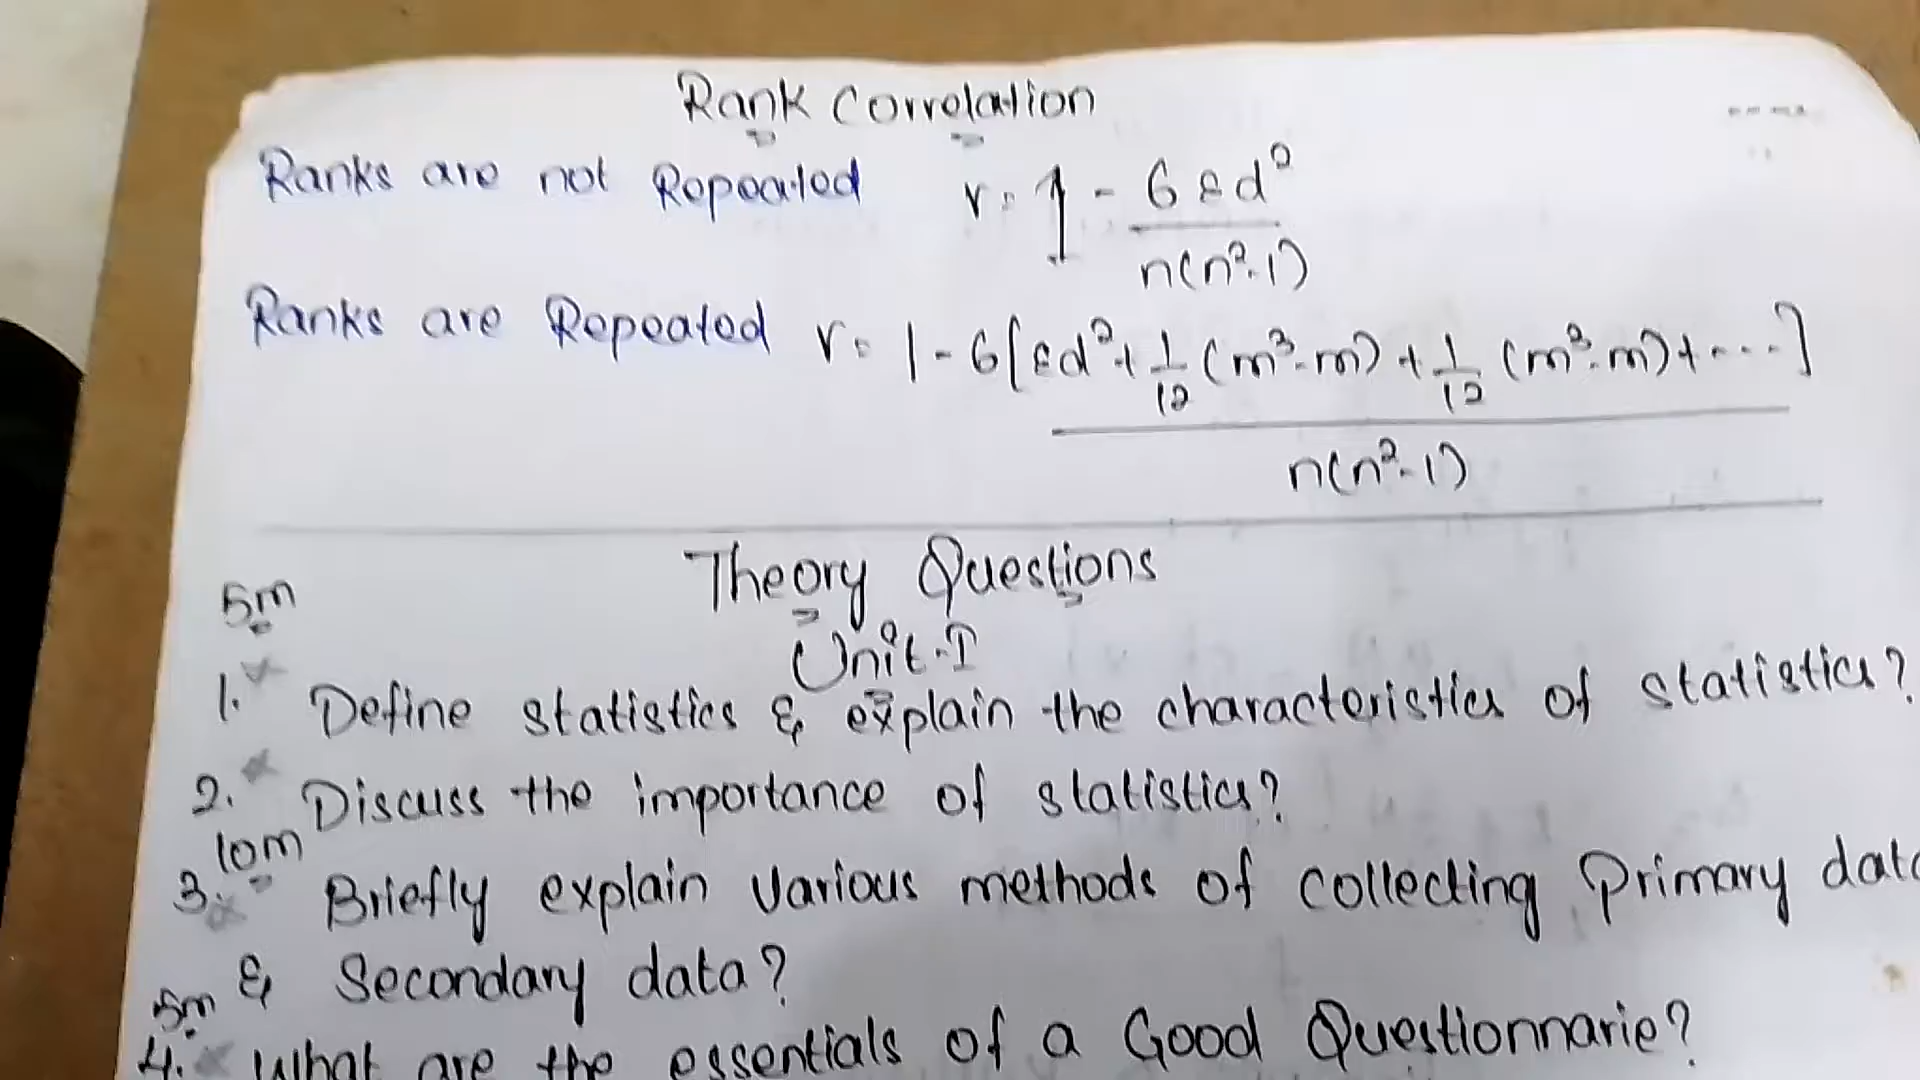 Rank Correlation
Ranks are not Repeated r = 1 - 6 Σd²
n(n²-1)
Ranks are Repeated r = 1 - 6[Σd² + 1/12 (m³-m) + 1/12 (m³-m) + ---]
n(n²-1)
Theory Questions
5m
Unit-I
1. Define statistics & explain the characteristics of statistics?
2. Discuss the importance of statistics?
10m
3. Briefly explain various methods of collecting Primary data
& Secondary data?
5m
4. What are the essentials of a Good Questionnarie?